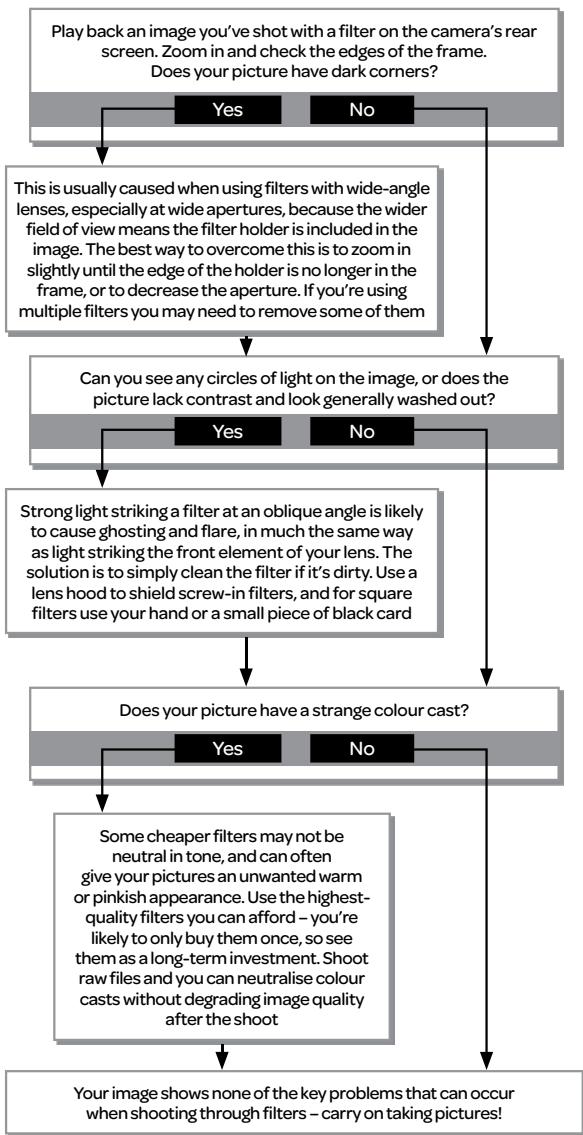 Play back an image you've shot with a filter on the camera's rear
screen. Zoom in and check the edges of the frame.
Does your picture have dark corners?
Yes
No
This is usually caused when using filters with wide-angle
lenses, especially at wide apertures, because the wider
field of view means the filter holder is included in the
image. The best way to overcome this is to zoom in
slightly until the edge of the holder is no longer in the
frame, or to decrease the aperture. If you're using
multiple filters you may need to remove some of them
Can you see any circles of light on the image, or does the
picture lack contrast and look generally washed out?
Yes
No
Strong light striking a filter at an oblique angle is likely
to cause ghosting and flare, in much the same way
as light striking the front element of your lens. The
solution is to simply clean the filter if it's dirty. Use a
lens hood to shield screw-in filters, and for square
filters use your hand or a small piece of black card
Does your picture have a strange colour cast?
Yes
No
Some cheaper filters may not be
neutral in tone, and can often
give your pictures an unwanted warm
or pinkish appearance. Use the highest-
quality filters you can afford – you're
likely to only buy them once, so see
them as a long-term investment. Shoot
raw files and you can neutralise colour
casts without degrading image quality
after the shoot
Your image shows none of the key problems that can occur
when shooting through filters – carry on taking pictures!